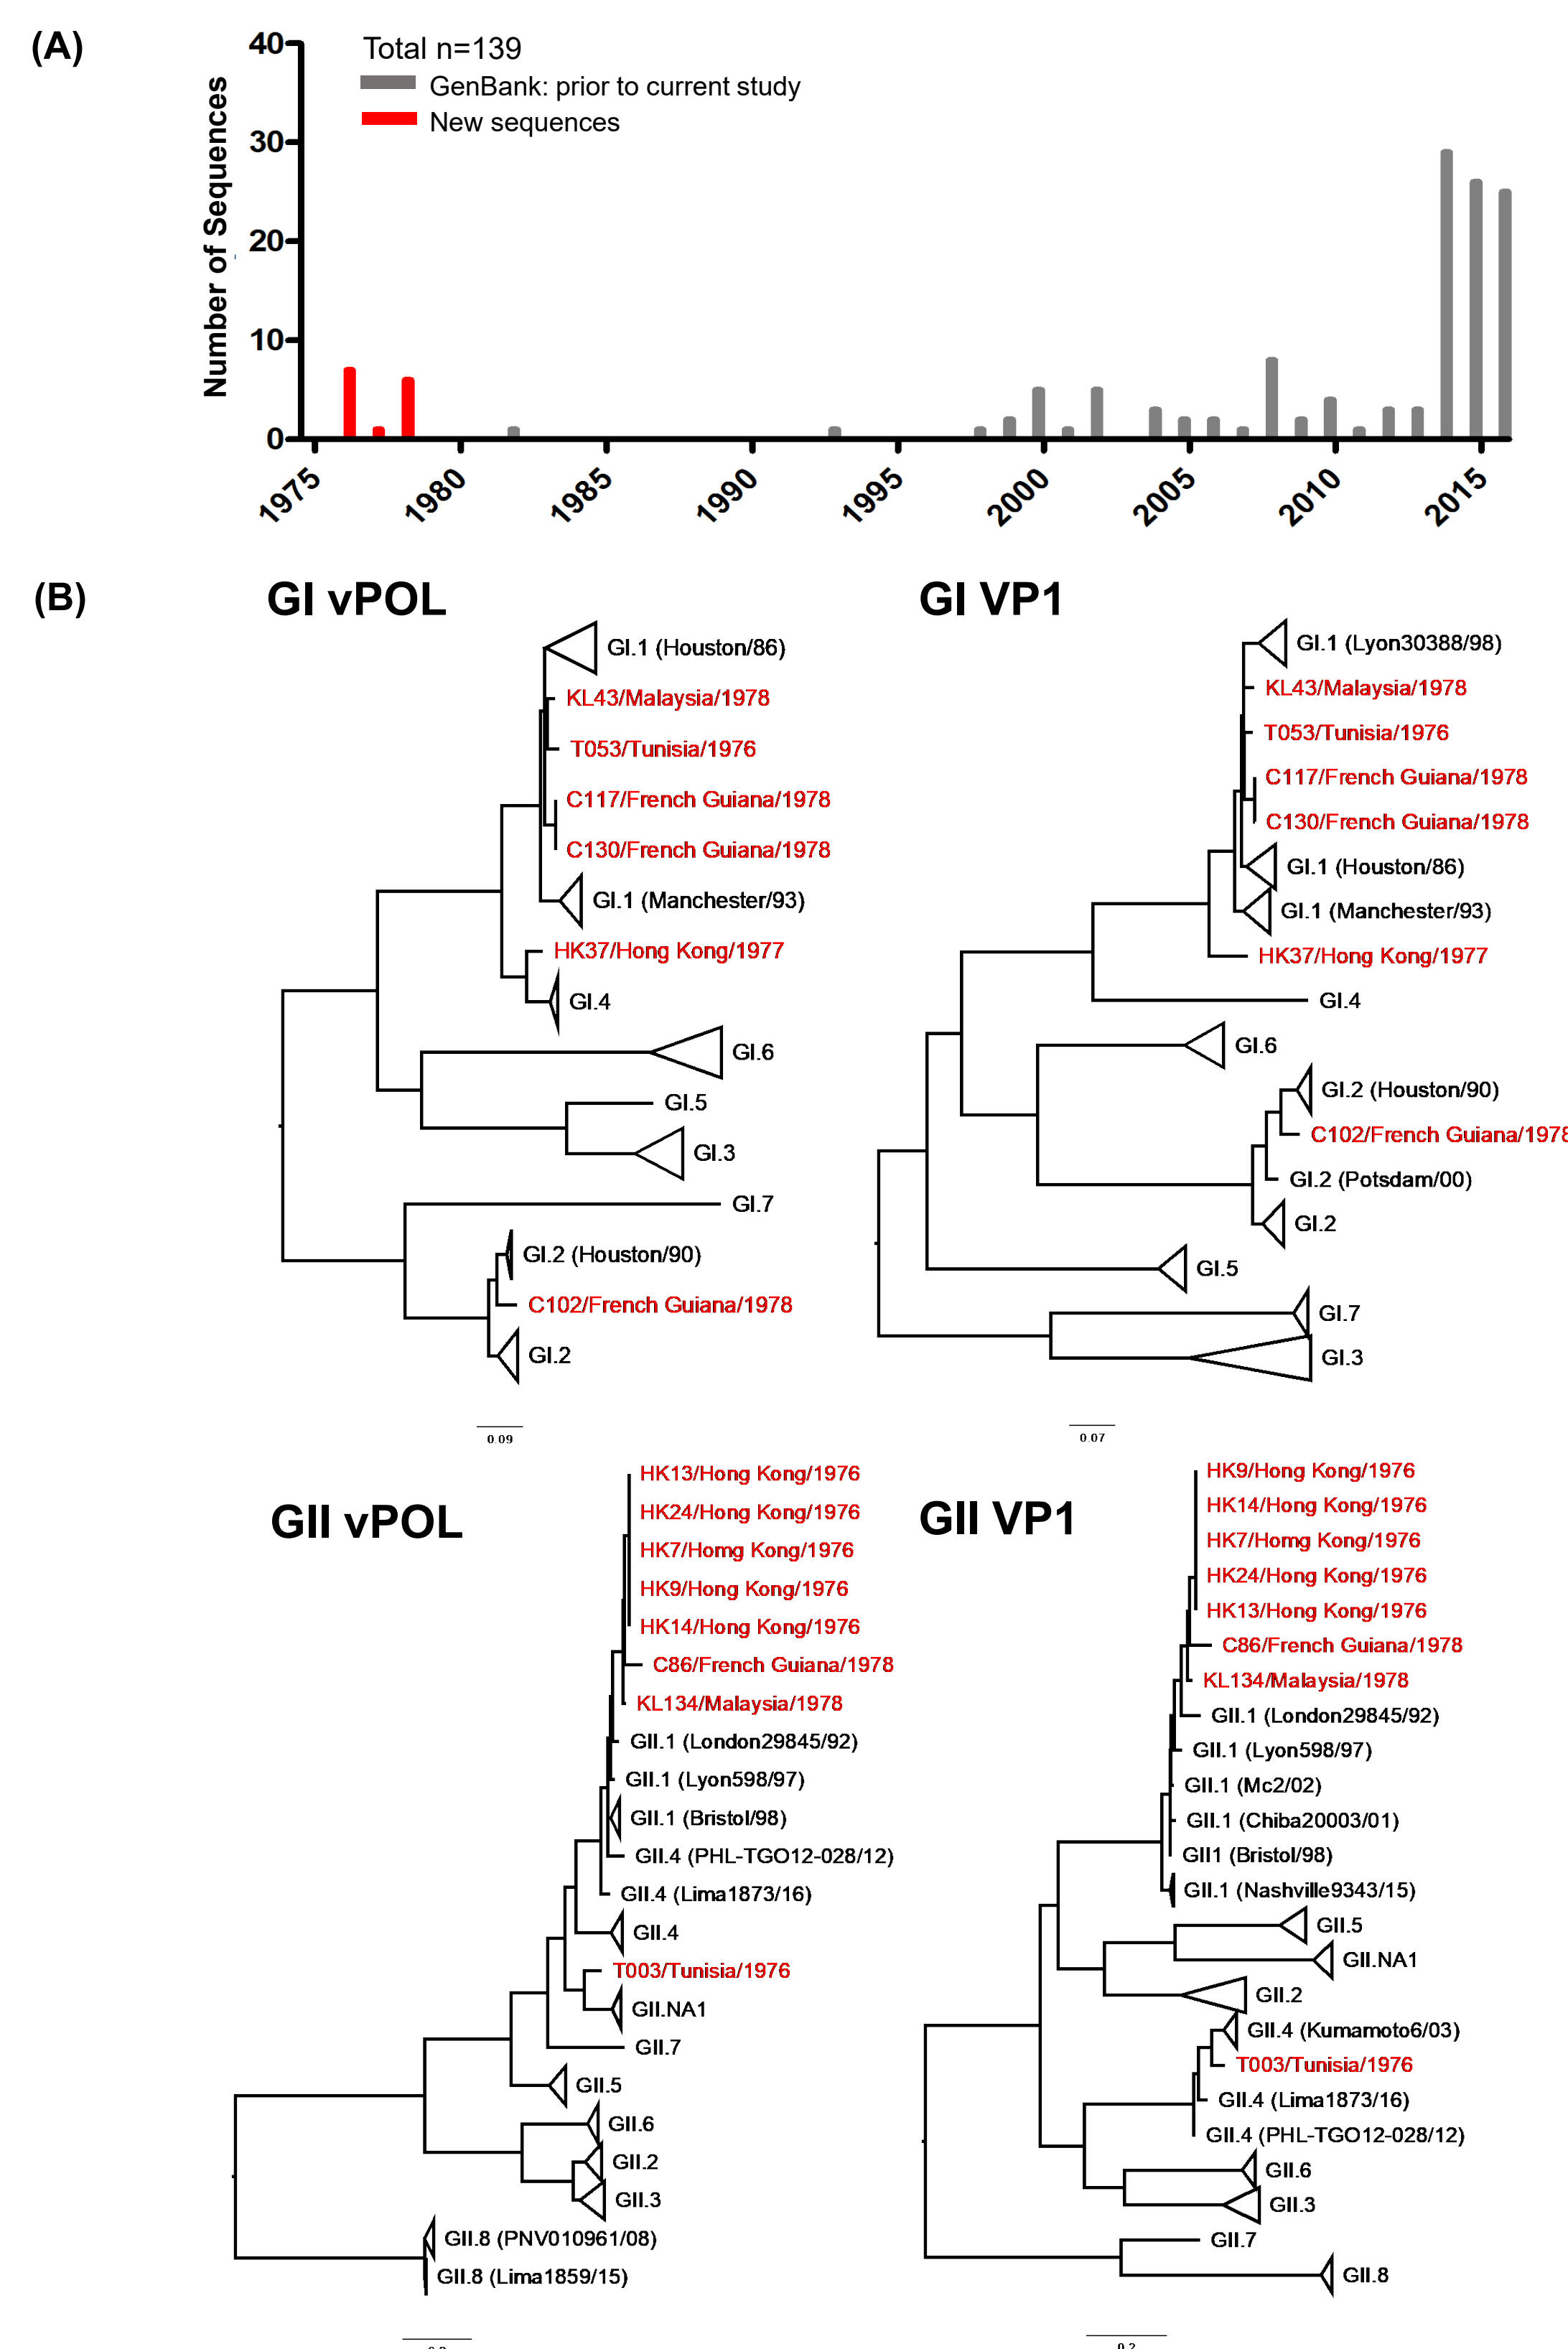 (A)
Total n=139
GenBank: prior to current study
New sequences
Number of Sequences
40
30
20
10
0
1975
1980
1985
1990
1995
2000
2005
2010
2015
(B)
GI vPOL
GI.1 (Houston/86)
KL43/Malaysia/1978
T053/Tunisia/1976
C117/French Guiana/1978
C130/French Guiana/1978
GI.1 (Manchester/93)
HK37/Hong Kong/1977
GI.4
GI.6
GI.5
GI.3
GI.7
GI.2 (Houston/90)
C102/French Guiana/1978
GI.2
0.09
GI VP1
GI.1 (Lyon30388/98)
KL43/Malaysia/1978
T053/Tunisia/1976
C117/French Guiana/1978
C130/French Guiana/1978
GI.1 (Houston/86)
GI.1 (Manchester/93)
HK37/Hong Kong/1977
GI.4
GI.6
GI.2 (Houston/90)
C102/French Guiana/1978
GI.2 (Potsdam/00)
GI.2
GI.5
GI.7
GI.3
0.07
GII vPOL
HK13/Hong Kong/1976
HK24/Hong Kong/1976
HK7/Homg Kong/1976
HK9/Hong Kong/1976
HK14/Hong Kong/1976
C86/French Guiana/1978
KL134/Malaysia/1978
GII.1 (London29845/92)
GII.1 (Lyon598/97)
GII.1 (Bristol/98)
GII.4 (PHL-TGO12-028/12)
GII.4 (Lima1873/16)
GII.4
T003/Tunisia/1976
GII.NA1
GII.7
GII.5
GII.6
GII.2
GII.3
GII.8 (PNV010961/08)
GII.8 (Lima1859/15)
GII VP1
HK9/Hong Kong/1976
HK14/Hong Kong/1976
HK7/Homg Kong/1976
HK24/Hong Kong/1976
HK13/Hong Kong/1976
C86/French Guiana/1978
KL134/Malaysia/1978
GII.1 (London29845/92)
GII.1 (Lyon598/97)
GII.1 (Mc2/02)
GII.1 (Chiba20003/01)
GII1 (Bristol/98)
GII.1 (Nashville9343/15)
GII.5
GII.NA1
GII.2
GII.4 (Kumamoto6/03)
T003/Tunisia/1976
GII.4 (Lima1873/16)
GII.4 (PHL-TGO12-028/12)
GII.6
GII.3
GII.7
GII.8
0.2